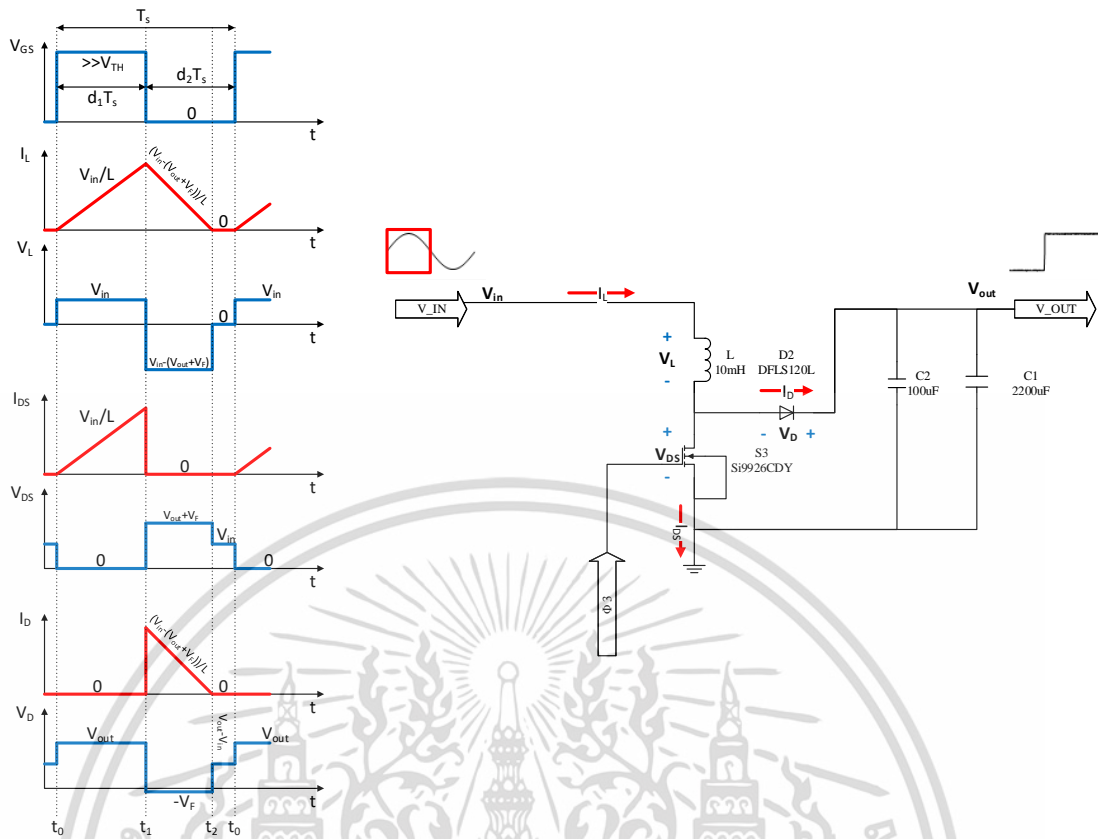 Ts
VGS
>>VTH
d1Ts
d2Ts
0
t
IL
Vin/L
(Vin-(Vout+VF))/L
0
t
VL
Vin
Vin
0
Vin-(Vout+VF)
t
IDS
Vin/L
0
t
VDS
Vout+VF
Vin
0
0
t
ID
(Vin-(Vout+VF))/L
0
0
t
VD
Vout
Vout-Vin
Vout
-VF
t
t0
t1
t2
t0
V_IN
Vin
IL
+
VL
-
L
10mH
D2
DFLS120L
ID
- VD +
+
VDS
-
S3
Si9926CDY
IDS
Φ3
C2
100uF
C1
2200uF
Vout
V_OUT